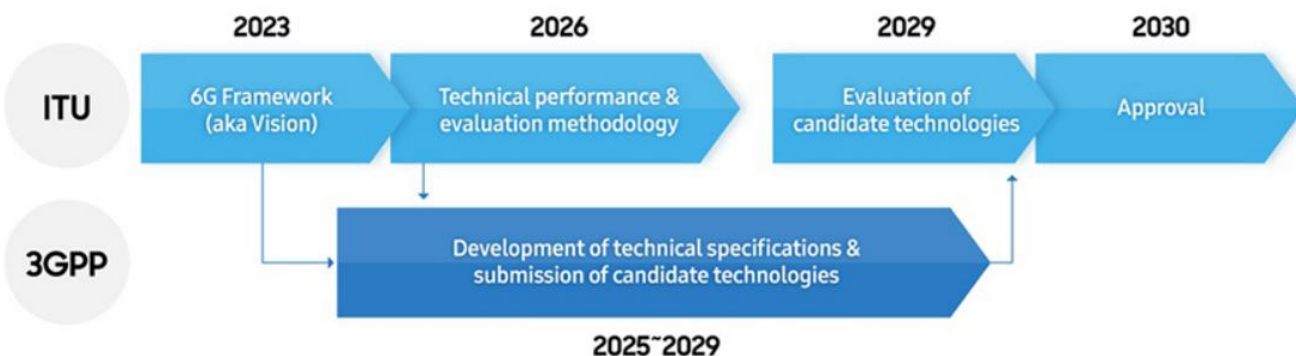 2023
2026
2029
2030
ITU
6G Framework
(aka Vision)
Technical performance &
evaluation methodology
Evaluation of
candidate technologies
Approval
3GPP
Development of technical specifications &
submission of candidate technologies
2025~2029